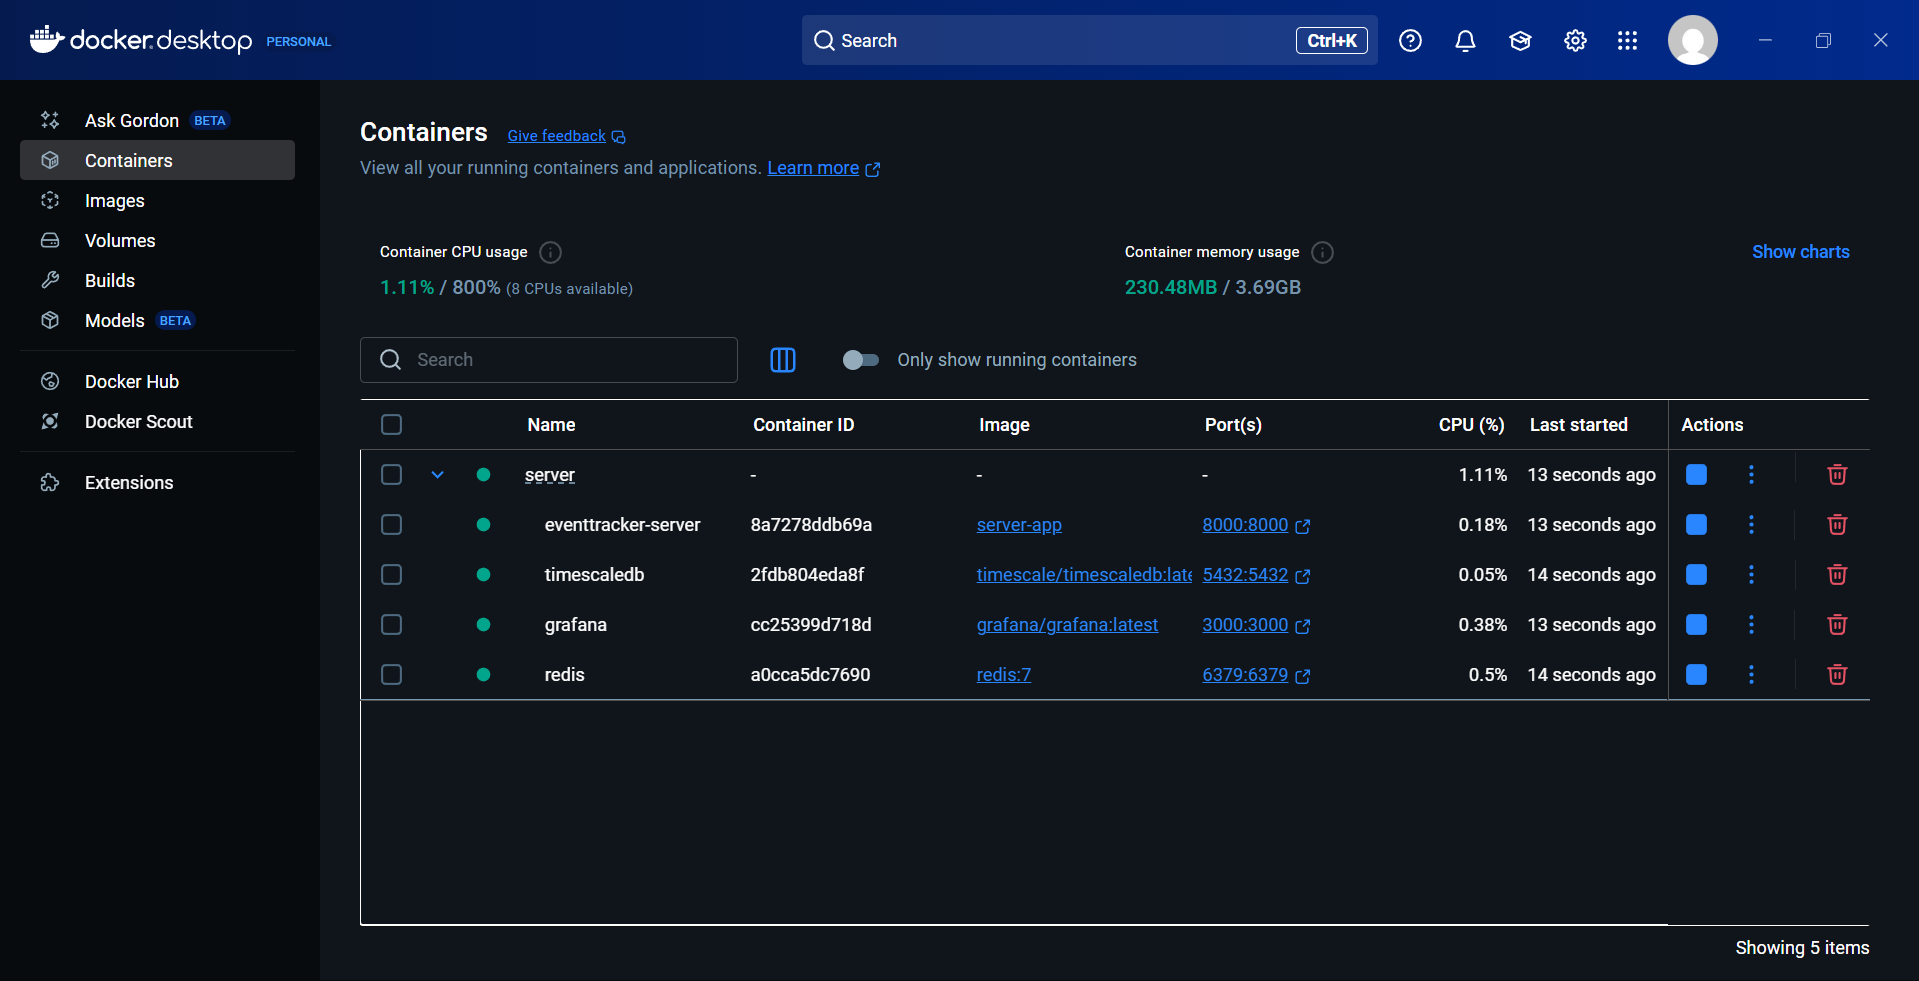 docker.desktop PERSONAL
Search Ctrl+K
Ask Gordon BETA
Containers
Images
Volumes
Builds
Models BETA
Docker Hub
Docker Scout
Extensions
Containers Give feedback
View all your running containers and applications. Learn more
Container CPU usage
1.11% / 800% (8 CPUs available)
Container memory usage
230.48MB / 3.69GB
Show charts
Search
Only show running containers
Name Container ID Image Port(s) CPU (%) Last started Actions
server - - - 1.11% 13 seconds ago
eventtracker-server 8a7278ddb69a server-app 8000:8000 0.18% 13 seconds ago
timescaledb 2fdb804eda8f timescale/timescaledb:late 5432:5432 0.05% 14 seconds ago
grafana cc25399d718d grafana/grafana:latest 3000:3000 0.38% 13 seconds ago
redis a0cca5dc7690 redis:7 6379:6379 0.5% 14 seconds ago
Showing 5 items